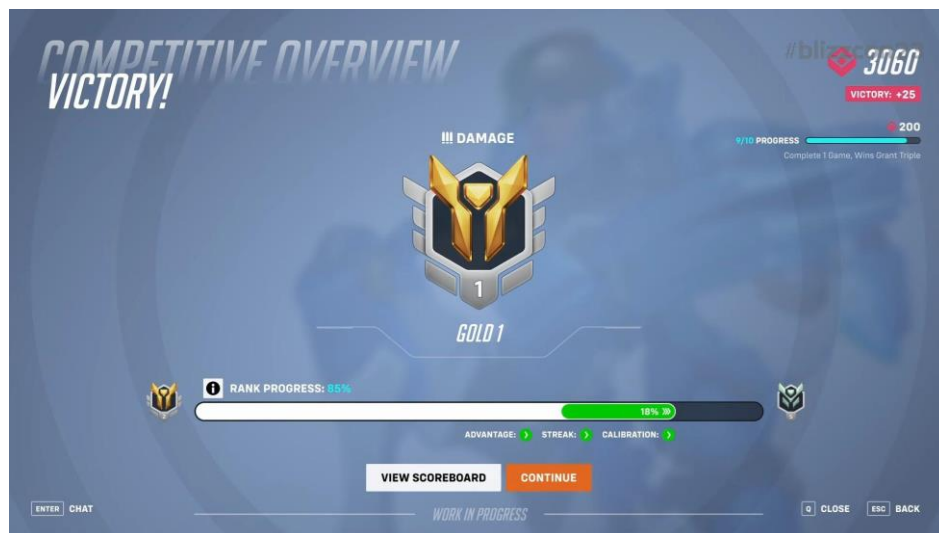 COMPETITIVE OVERVIEW
VICTORY!
3060
VICTORY: +25
200
9/10 PROGRESS
Complete 1 Game, Wins Grant Triple
DAMAGE
1
GOLD 1
RANK PROGRESS: 85%
18%
ADVANTAGE: STREAK: CALIBRATION:
VIEW SCOREBOARD CONTINUE
ENTER CHAT
WORK IN PROGRESS
Q CLOSE ESC BACK